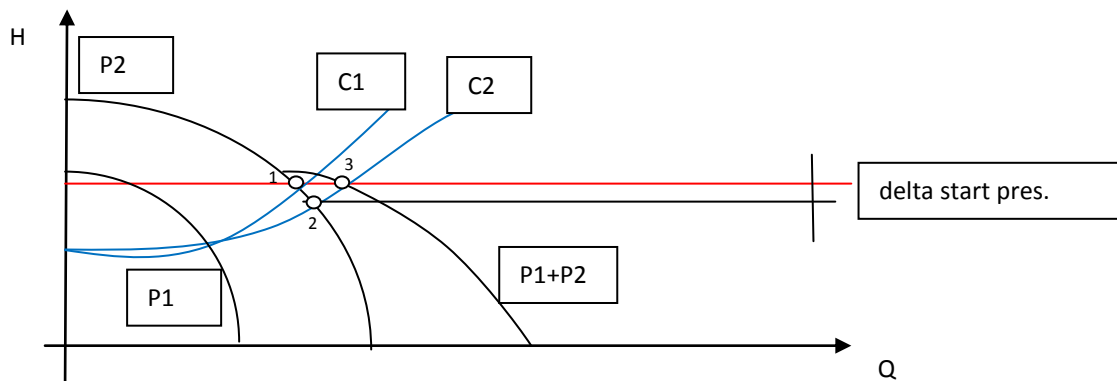 H
P2
C1
C2
1
3
2
delta start pres.
P1
P1+P2
Q